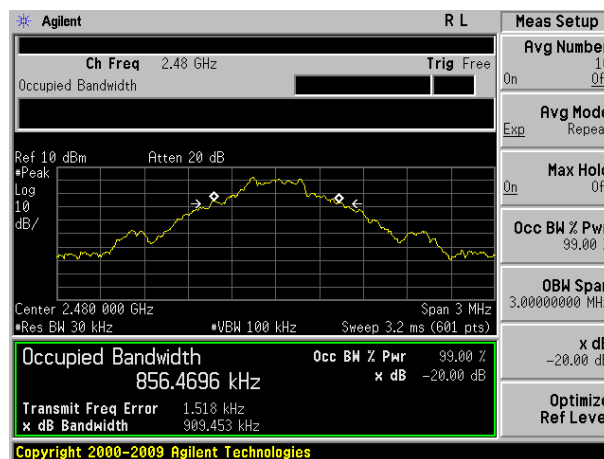 Agilent R L Meas Setup
Ch Freq 2.48 GHz Trig Free
Occupied Bandwidth
Avg Number
On
Avg Mode
Exp Repeat
Max Hold
On
Occ BW % Pwr
99.00 %
OBW Span
3.00000000 MHz
x dB
-20.00 dB
Optimize
Ref Level
Ref 10 dBm Atten 20 dB
#Peak
Log
10
dB/
Center 2.480 000 GHz Span 3 MHz
#Res BW 30 kHz #VBW 100 kHz Sweep 3.2 ms (601 pts)
Occupied Bandwidth Occ BW % Pwr 99.00 %
856.4696 kHz x dB -20.00 dB
Transmit Freq Error 1.518 kHz
x dB Bandwidth 909.453 kHz
Copyright 2000-2009 Agilent Technologies